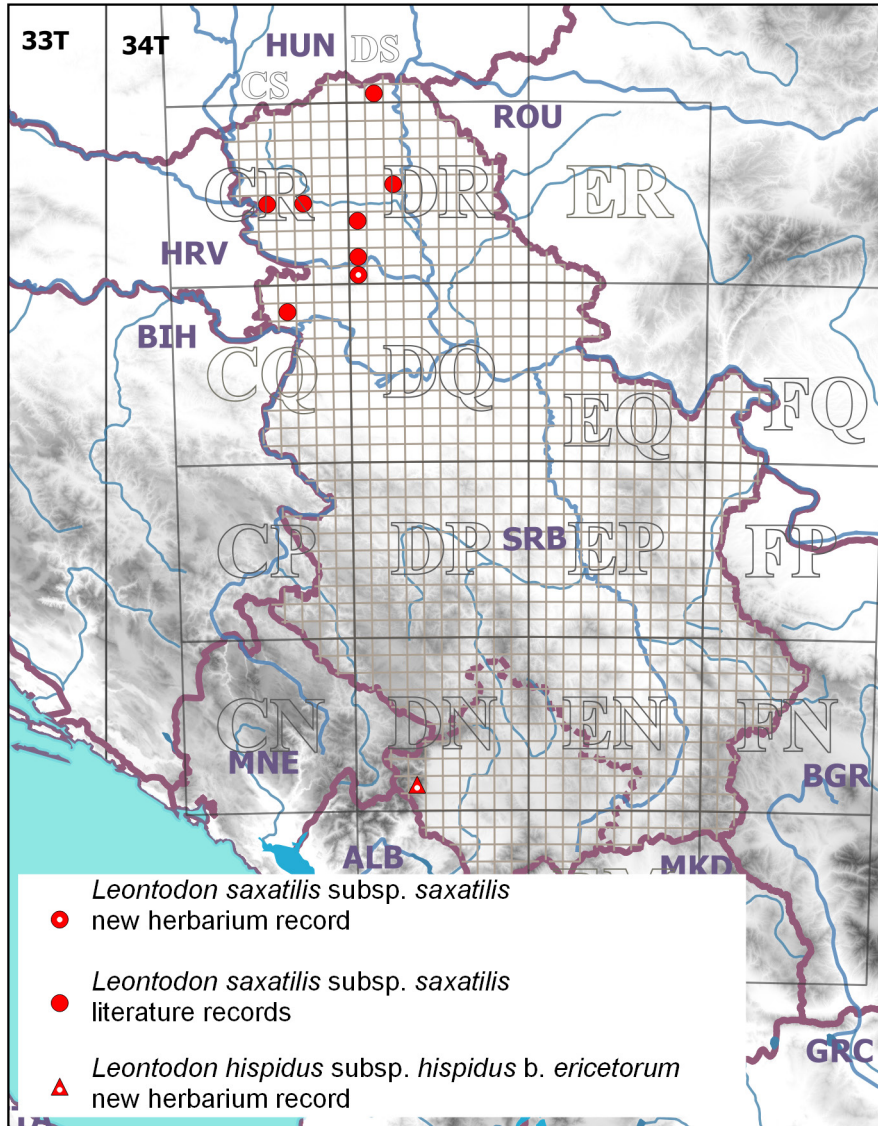 33T
34T
HUN
DS
CS
ROU
CR
DR
ER
HRV
BIH
CQ
DQ
EQ
FQ
CP
DP
SRB
EP
FP
CN
DN
EN
FN
MNE
BGR
ALB
MKD
Leontodon saxatilis subsp. saxatilis
new herbarium record
Leontodon saxatilis subsp. saxatilis
literature records
Leontodon hispidus subsp. hispidus b. ericetorum
new herbarium record
GRC